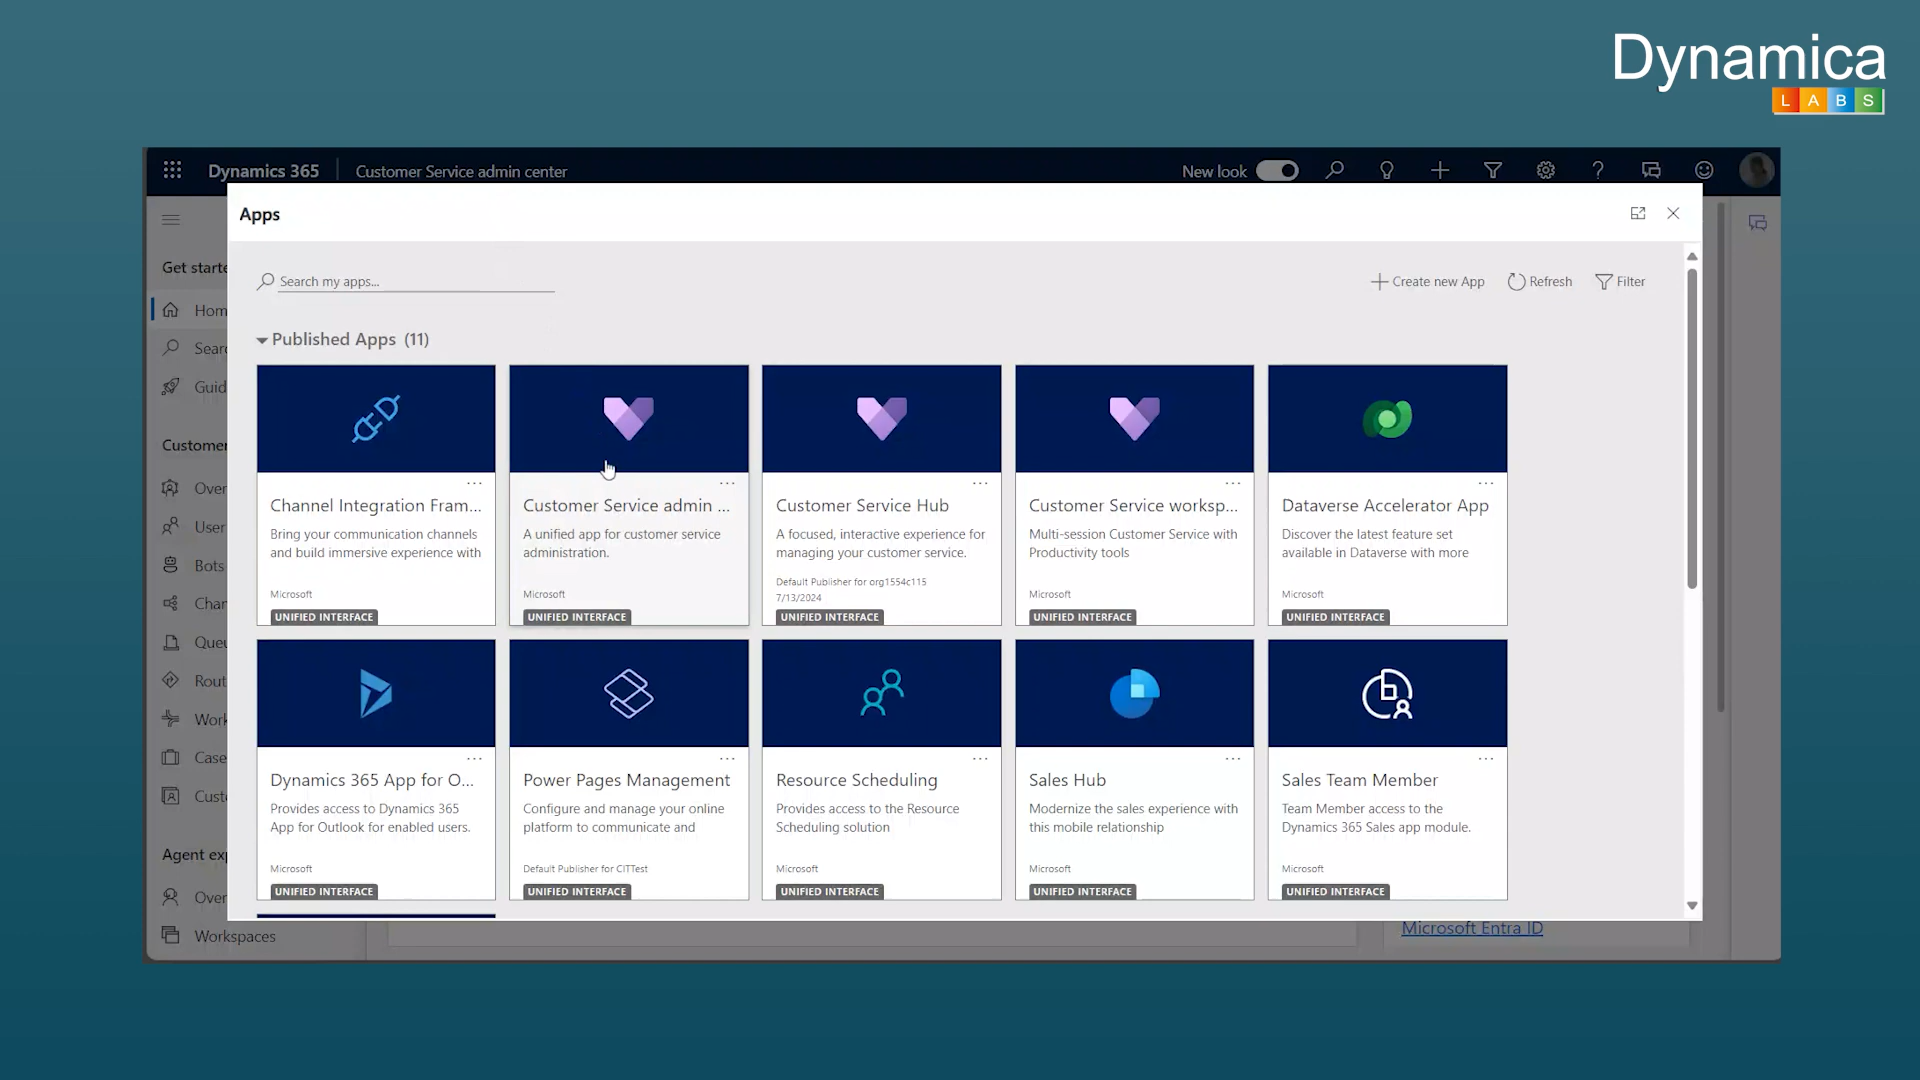 Dynamica
LABS
Dynamics 365
Customer Service admin center
New look
Apps
Search my apps...
Create new App
Refresh
Filter
Get starte
Hom
Sear
Guid
Customer
Over
User
Bots
Char
Que
Rout
Work
Case
Cust
Agent exp
Over
Workspaces
Published Apps (11)
Channel Integration Fram...
Bring your communication channels
and build immersive experience with
Microsoft
UNIFIED INTERFACE
Customer Service admin ...
A unified app for customer service
administration.
Microsoft
UNIFIED INTERFACE
Customer Service Hub
A focused, interactive experience for
managing your customer service.
Default Publisher for org1554c115
7/13/2024
UNIFIED INTERFACE
Customer Service worksp...
Multi-session Customer Service with
Productivity tools
Microsoft
UNIFIED INTERFACE
Dataverse Accelerator App
Discover the latest feature set
available in Dataverse with more
Microsoft
UNIFIED INTERFACE
Dynamics 365 App for O...
Provides access to Dynamics 365
App for Outlook for enabled users.
Microsoft
UNIFIED INTERFACE
Power Pages Management
Configure and manage your online
platform to communicate and
Default Publisher for CITTest
UNIFIED INTERFACE
Resource Scheduling
Provides access to the Resource
Scheduling solution
Microsoft
UNIFIED INTERFACE
Sales Hub
Modernize the sales experience with
this mobile relationship
Microsoft
UNIFIED INTERFACE
Sales Team Member
Team Member access to the
Dynamics 365 Sales app module.
Microsoft
UNIFIED INTERFACE
Microsoft Entra ID